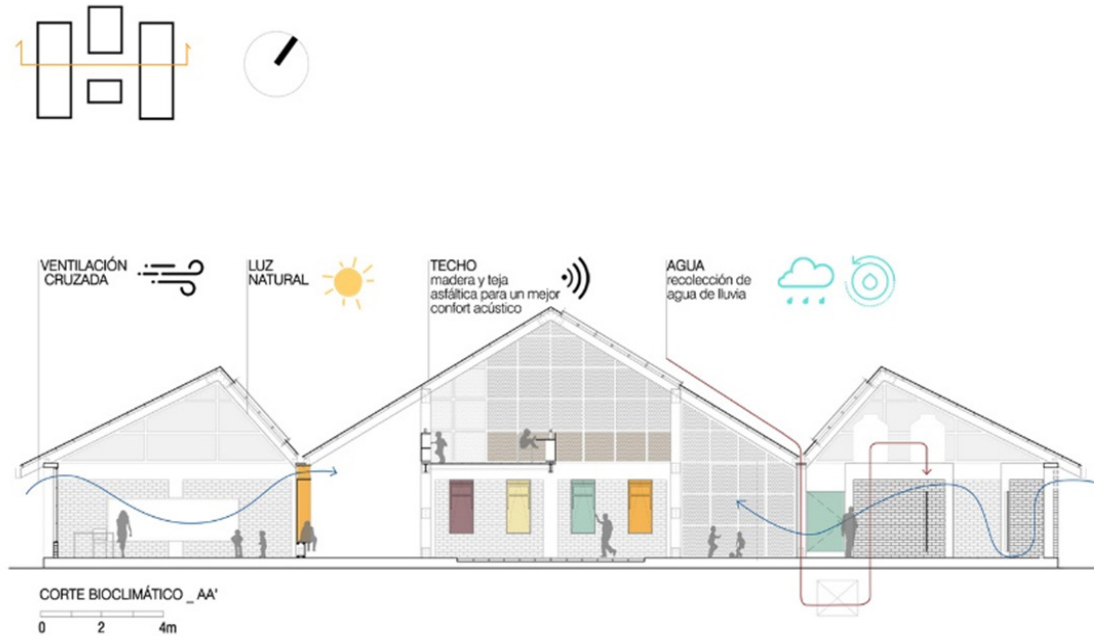 VENTILACIÓN
CRUZADA
LUZ
NATURAL
TECHO
madera y teja
asfáltica para un mejor
confort acústico
AGUA
recolección de
agua de lluvia
CORTE BIOCLIMÁTICO _ AA'
0 2 4m